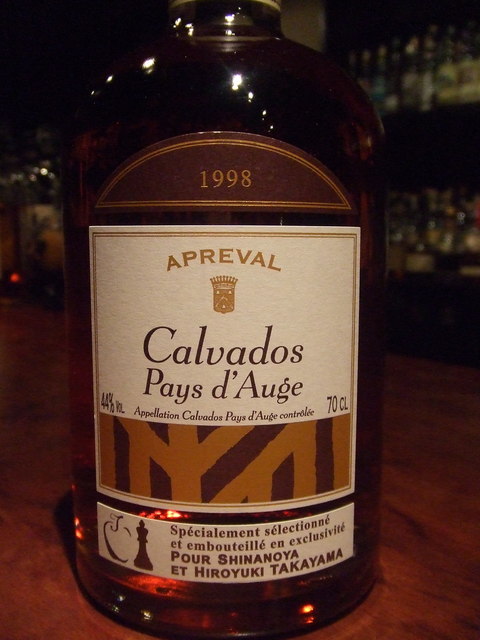 1998
APREVAL
Calvados
Pays d'Auge
44% VOL 70 CL
Appellation Calvados Pays d'Auge contrôlée
Spécialement sélectionné
et embouteillé en exclusivité
POUR SHINANOYA
ET HIROYUKI TAKAYAMA